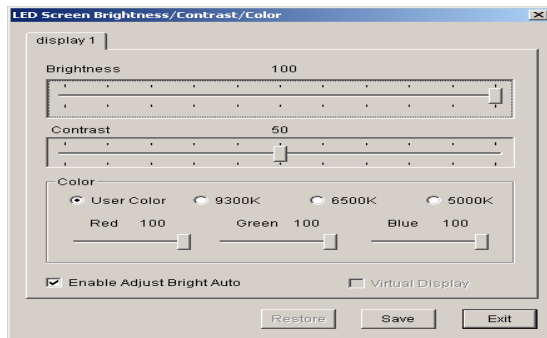 LED Screen Brightness/Contrast/Color
display 1
Brightness 100
Contrast 50
Color
User Color 9300K 6500K 5000K
Red 100 Green 100 Blue 100
Enable Adjust Bright Auto Virtual Display
Restore Save Exit